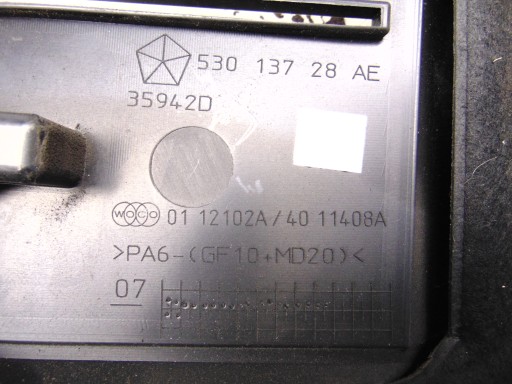 530 137 28 AE
35942D
WOCO 01 12102A/40 11408A
>PA6-(GF10+MD20)<
07